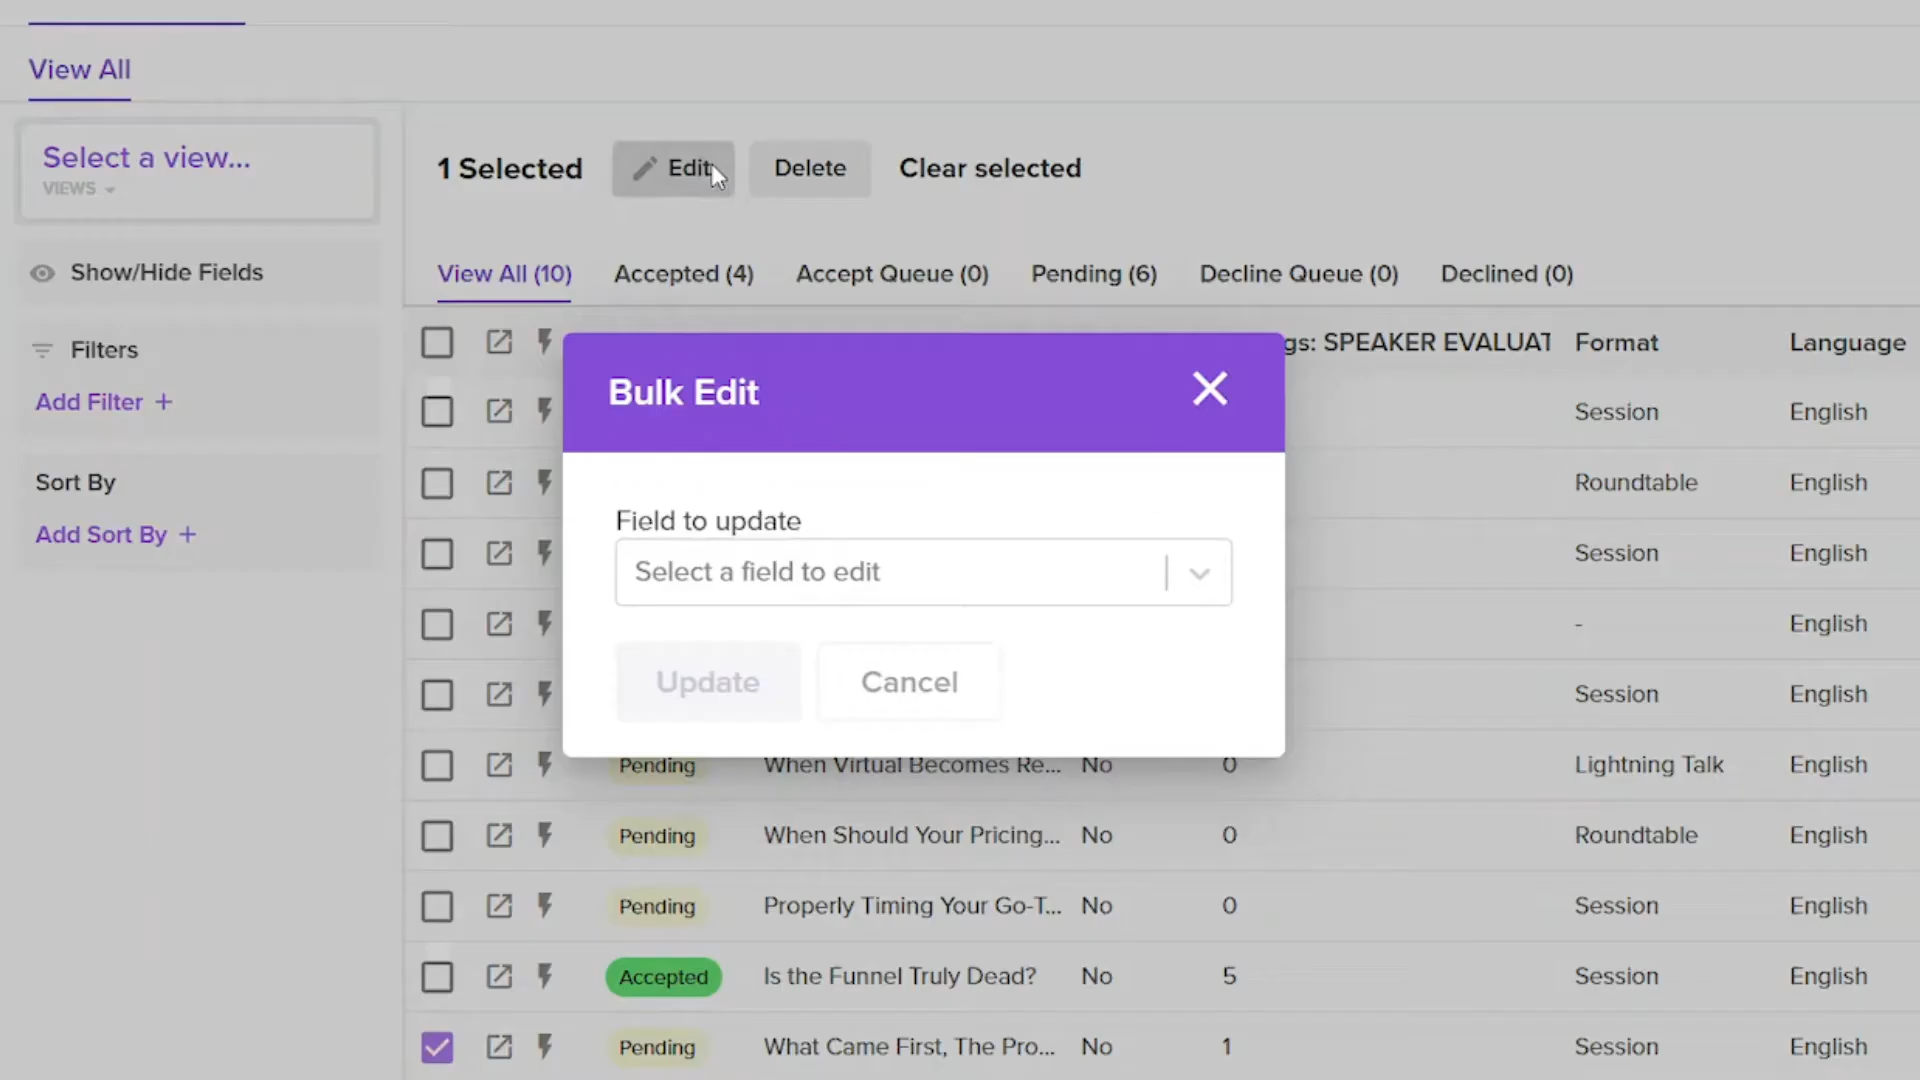 View All
Select a view...
VIEWS
Show/Hide Fields
Filters
Add Filter +
Sort By
Add Sort By +
1 Selected
Edit
Delete
Clear selected
View All (10)
Accepted (4)
Accept Queue (0)
Pending (6)
Decline Queue (0)
Declined (0)
gs: SPEAKER EVALUAT Format Language
Session English
Roundtable English
Session English
- English
Session English
Bulk Edit
Field to update
Select a field to edit
Update
Cancel
Pending When Virtual Becomes Re... No 0 Lightning Talk English
Pending When Should Your Pricing... No 0 Roundtable English
Pending Properly Timing Your Go-T... No 0 Session English
Accepted Is the Funnel Truly Dead? No 5 Session English
Pending What Came First, The Pro... No 1 Session English